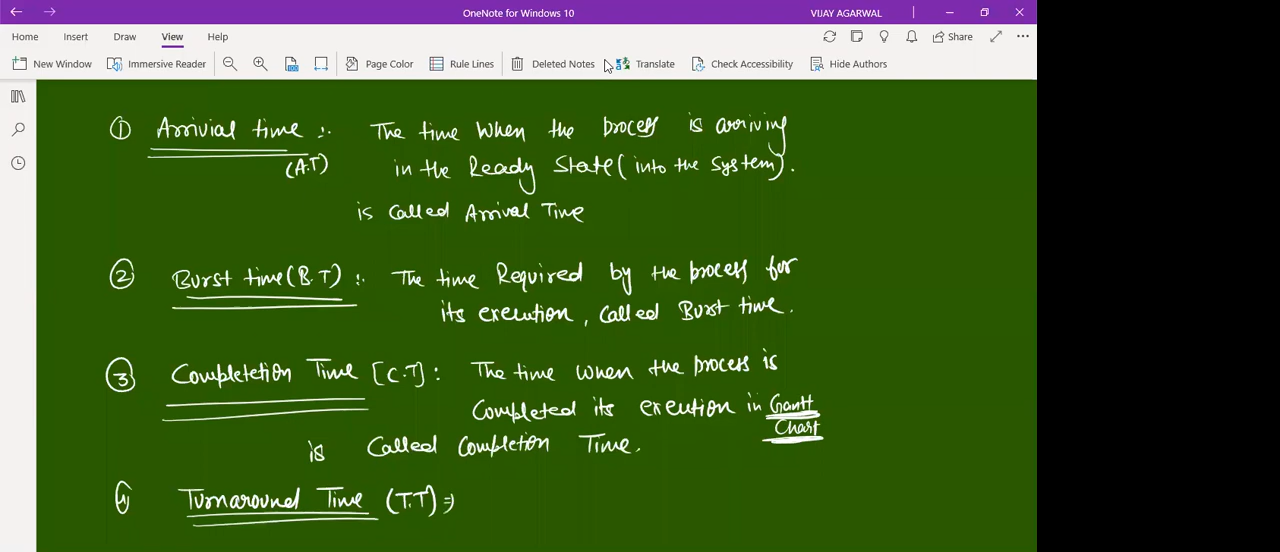 OneNote for Windows 10
VIJAY AGARWAL
Home Insert Draw View Help
Share
New Window Immersive Reader Page Color Rule Lines Deleted Notes Translate Check Accessibility Hide Authors
① Arrivial time :. The time when the process is arriving
(A.T) in the Ready State (into the system).
is called Arrival Time
② Burst time (B.T) :. The time Required by the process for
its execution, called Burst time.
③ Completetion Time [C.T] : The time when the process is
Completed its exeution in Gantt
Chart
is Called Completion Time.
④ Turnaround Time (T.T) ⇒